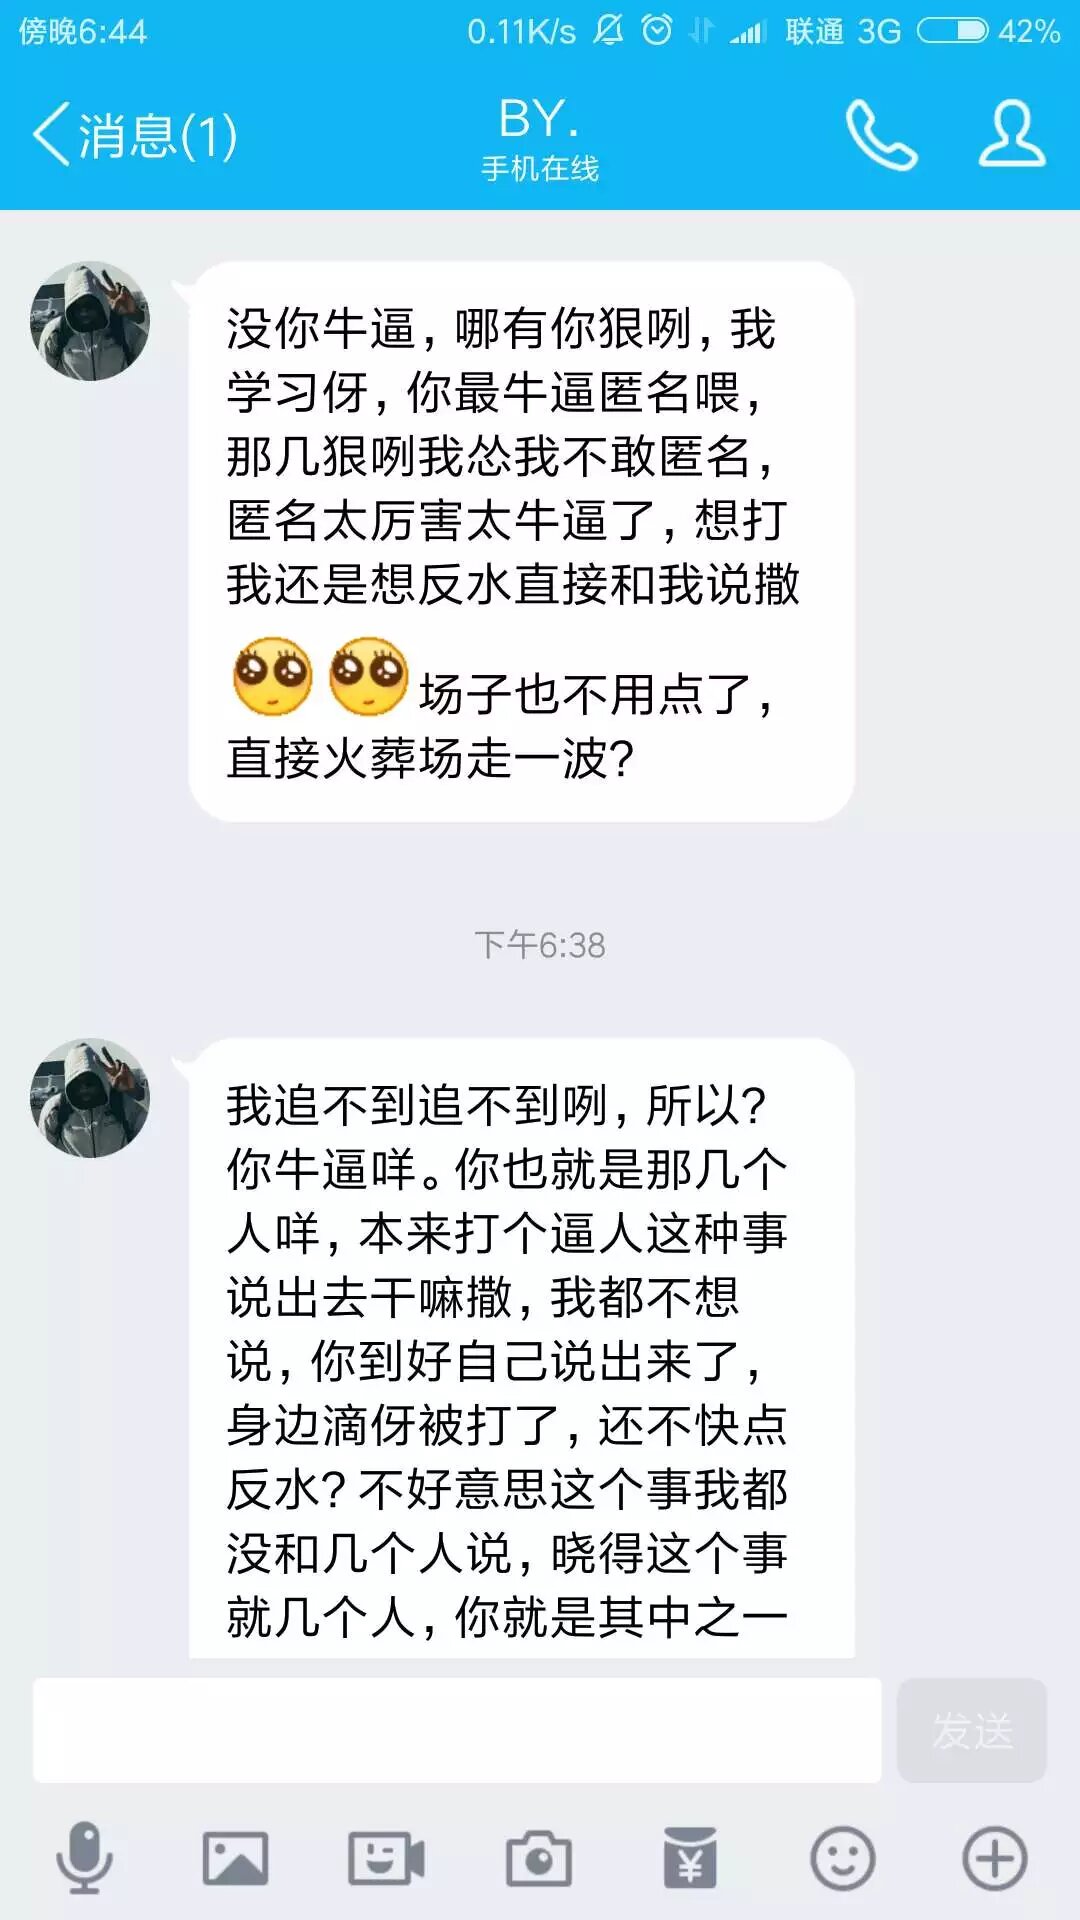 傍晚6:44 0.11K/s 联通 3G 42%
消息(1)
BY.
手机在线
没你牛逼,哪有你狠咧,我
学习伢,你最牛逼匿名喂,
那几狠咧我怂我不敢匿名,
匿名太厉害太牛逼了,想打
我还是想反水直接和我说撒
场子也不用点了,
直接火葬场走一波?
下午6:38
我追不到追不到咧,所以?
你牛逼咩。你也就是那几个
人咩,本来打个逼人这种事
说出去干嘛撒,我都不想
说,你到好自己说出来了,
身边滴伢被打了,还不快点
反水?不好意思这个事我都
没和几个人说,晓得这个事
就几个人,你就是其中之一
发送